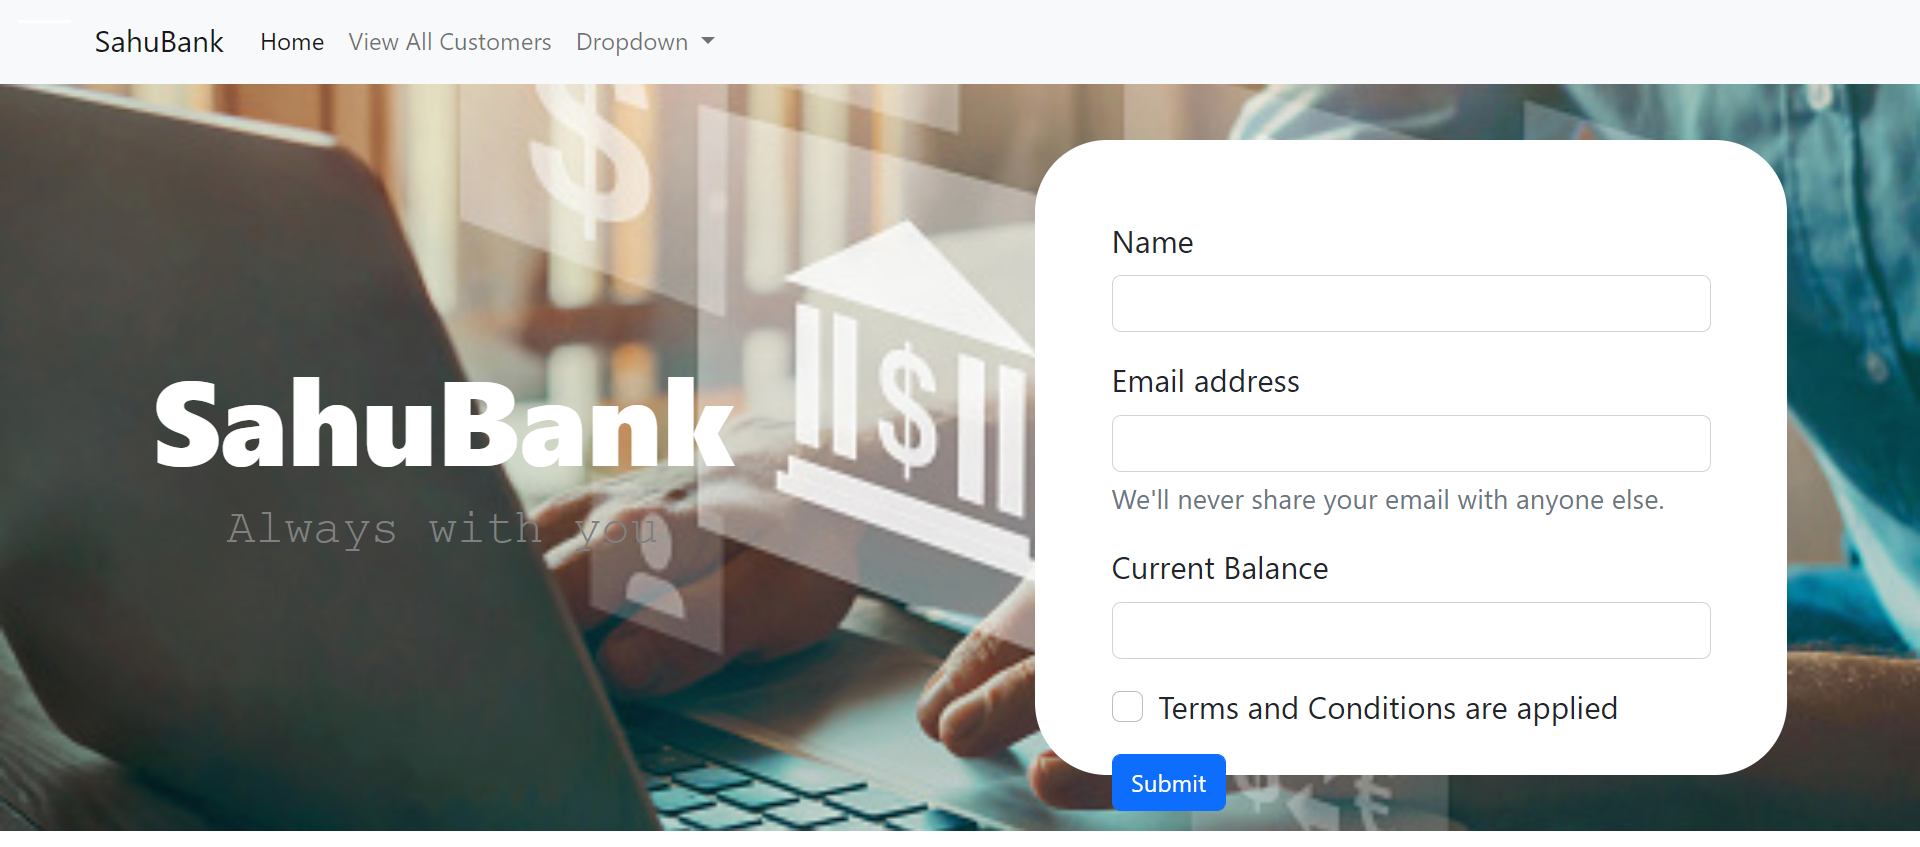 SahuBank Home View All Customers Dropdown
SahuBank
Always with you
Name
Email address
We'll never share your email with anyone else.
Current Balance
Terms and Conditions are applied
Submit